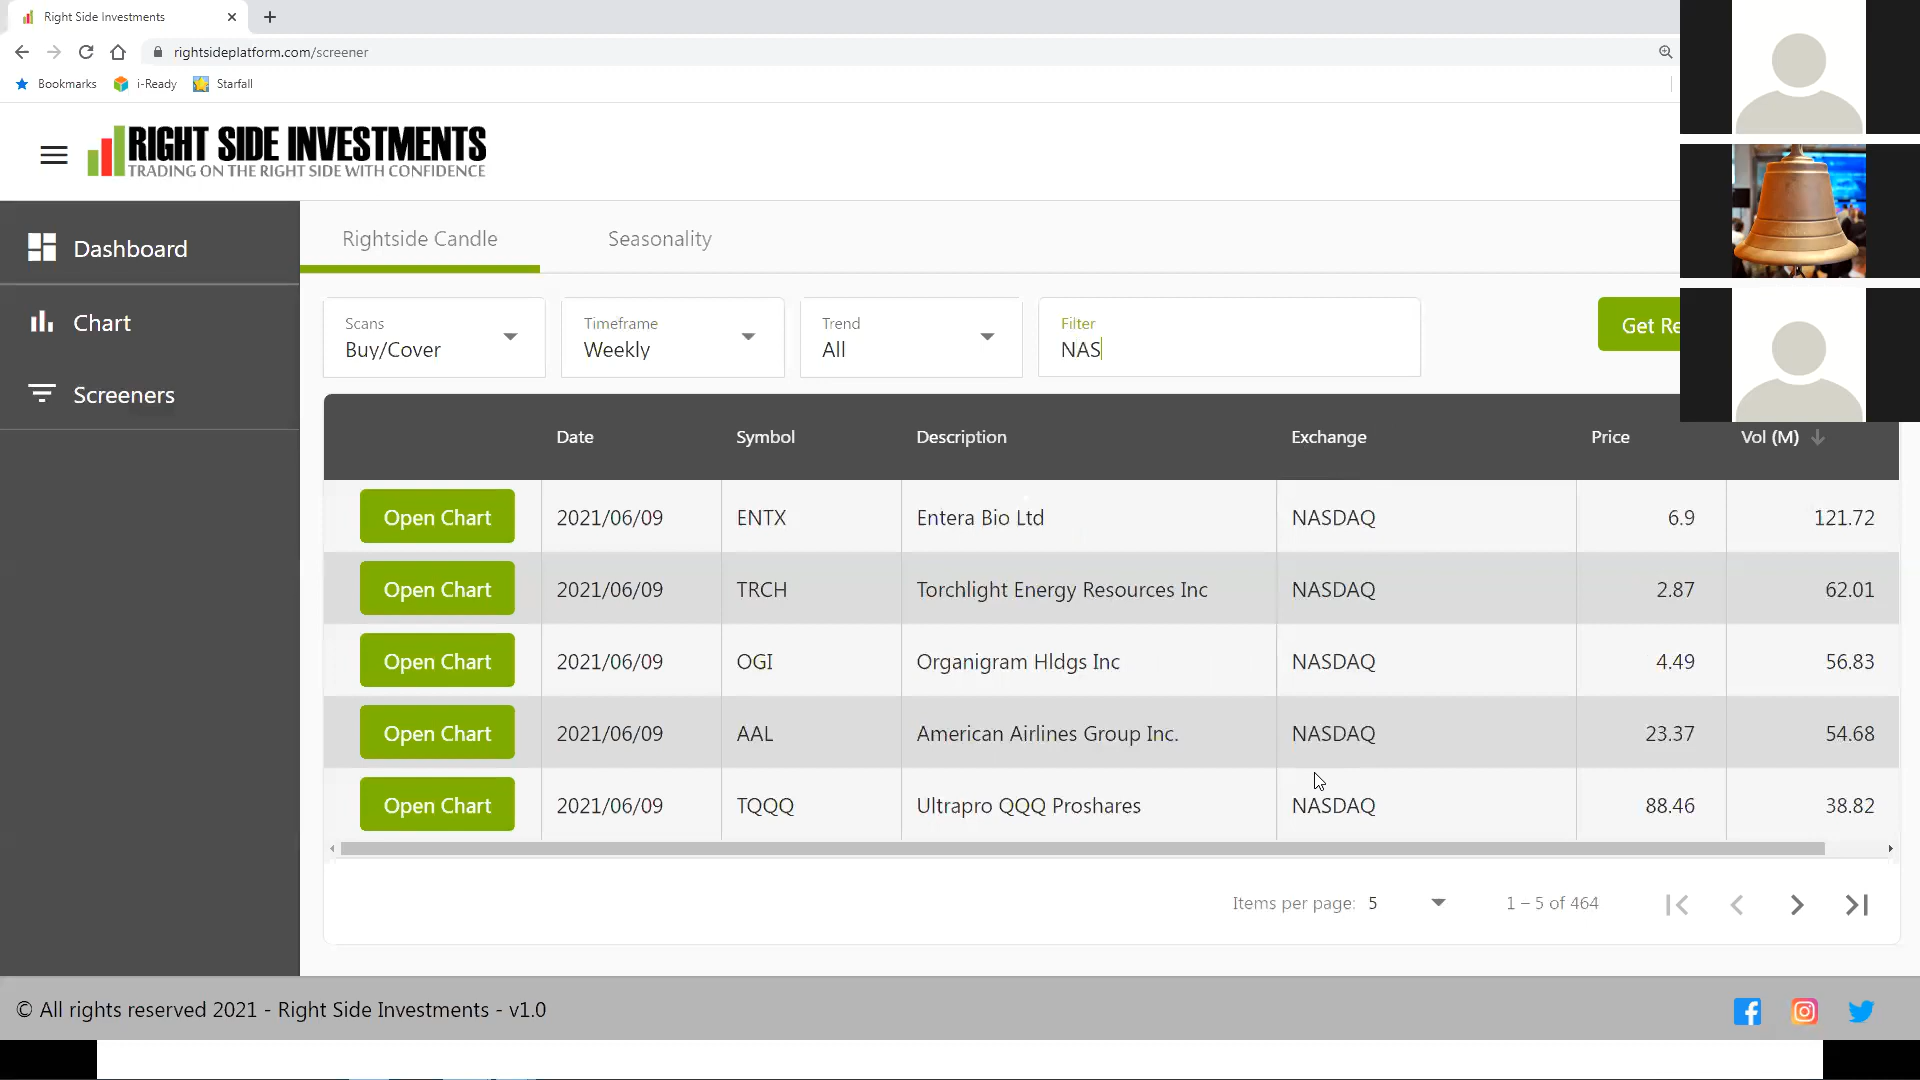 Right Side Investments
rightsideplatform.com/screener
Bookmarks i-Ready Starfall
RIGHT SIDE INVESTMENTS
TRADING ON THE RIGHT SIDE WITH CONFIDENCE
Dashboard
Chart
Screeners
Rightside Candle Seasonality
Scans Timeframe Trend Filter
Buy/Cover Weekly All NAS
Get Re
Date Symbol Description Exchange Price Vol (M)
Open Chart 2021/06/09 ENTX Entera Bio Ltd NASDAQ 6.9 121.72
Open Chart 2021/06/09 TRCH Torchlight Energy Resources Inc NASDAQ 2.87 62.01
Open Chart 2021/06/09 OGI Organigram Hldgs Inc NASDAQ 4.49 56.83
Open Chart 2021/06/09 AAL American Airlines Group Inc. NASDAQ 23.37 54.68
Open Chart 2021/06/09 TQQQ Ultrapro QQQ Proshares NASDAQ 88.46 38.82
Items per page: 5 1 – 5 of 464
© All rights reserved 2021 - Right Side Investments - v1.0